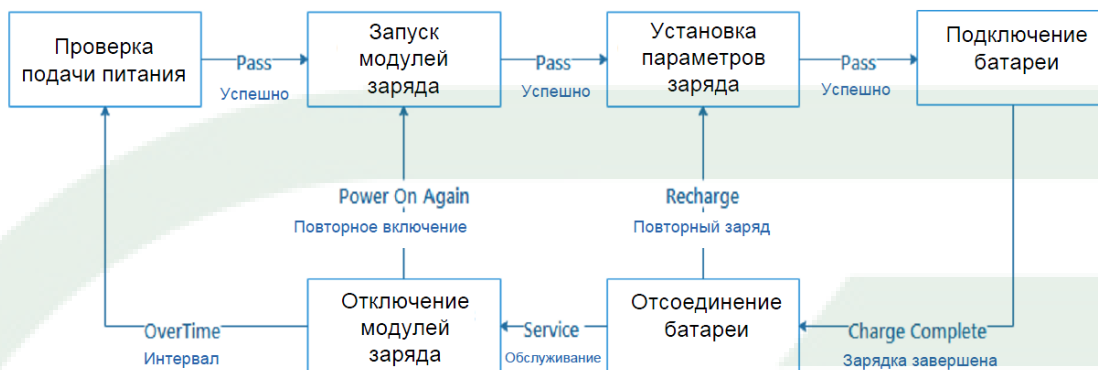 Проверка
подачи питания
Pass
Успешно
Запуск
модулей
заряда
Pass
Успешно
Установка
параметров
заряда
Pass
Успешно
Подключение
батареи
Power On Again
Повторное включение
Recharge
Повторный заряд
OverTime
Интервал
Отключение
модулей
заряда
Service
Обслуживание
Отсоединение
батареи
Charge Complete
Зарядка завершена